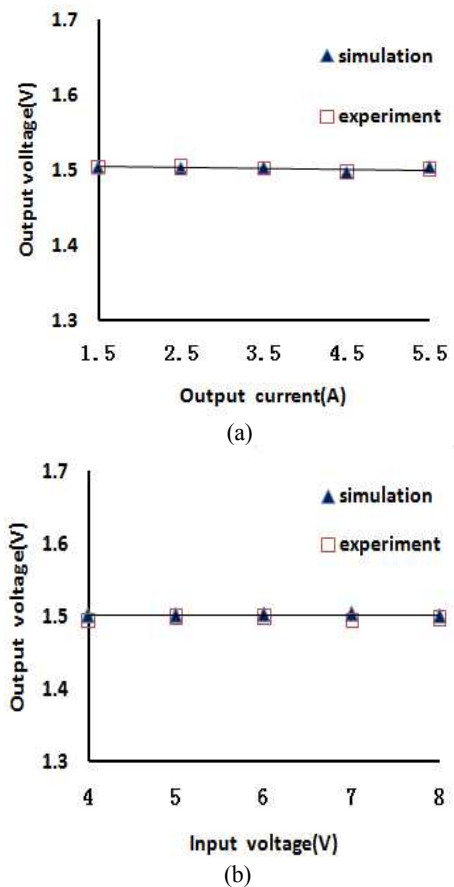 1.7
simulation
1.6
experiment
1.5
1.4
1.3
Output volltage(V)
1.5 2.5 3.5 4.5 5.5
Output current(A)
(a)
1.7
simulation
1.6
experiment
1.5
1.4
1.3
Output voltage(V)
4 5 6 7 8
Input voltage(V)
(b)